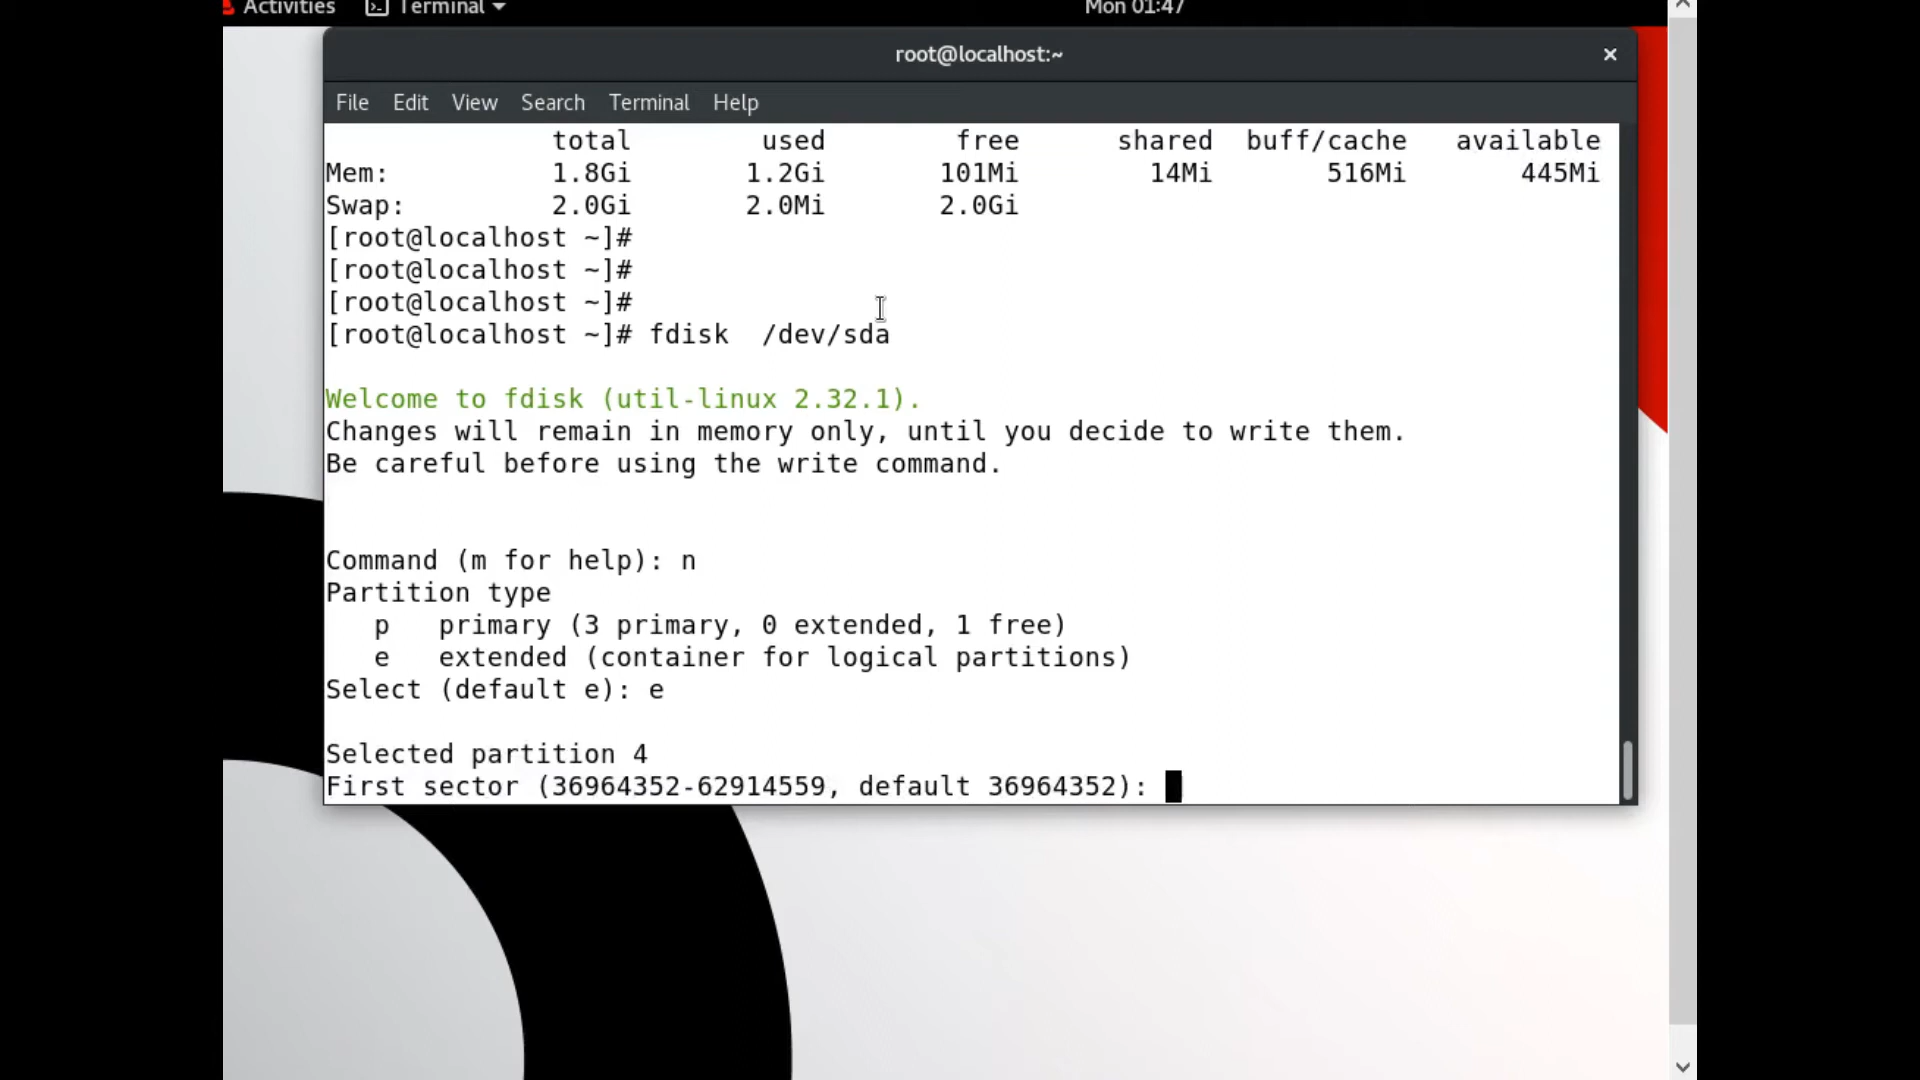 Activities Terminal Mon 01:47
root@localhost:~
File Edit View Search Terminal Help
total used free shared buff/cache available
Mem: 1.8Gi 1.2Gi 101Mi 14Mi 516Mi 445Mi
Swap: 2.0Gi 2.0Mi 2.0Gi
[root@localhost ~]#
[root@localhost ~]#
[root@localhost ~]#
[root@localhost ~]# fdisk  /dev/sda
Welcome to fdisk (util-linux 2.32.1).
Changes will remain in memory only, until you decide to write them.
Be careful before using the write command.
Command (m for help): n
Partition type
p   primary (3 primary, 0 extended, 1 free)
e   extended (container for logical partitions)
Select (default e): e
Selected partition 4
First sector (36964352-62914559, default 36964352):